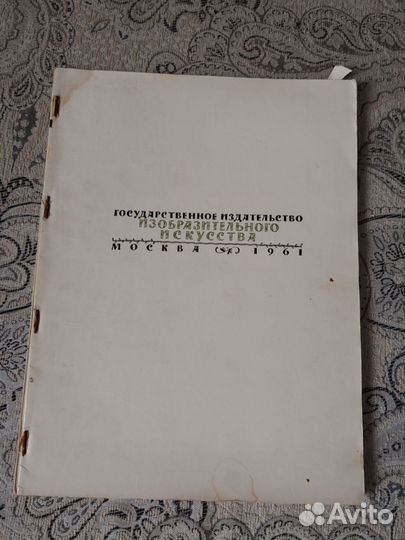 ГОСУДАРСТВЕННОЕ ИЗДАТЕЛЬСТВО
ИЗОБРАЗИТЕЛЬНОГО
ИСКУССТВА
МОСКВА 1961
Avito